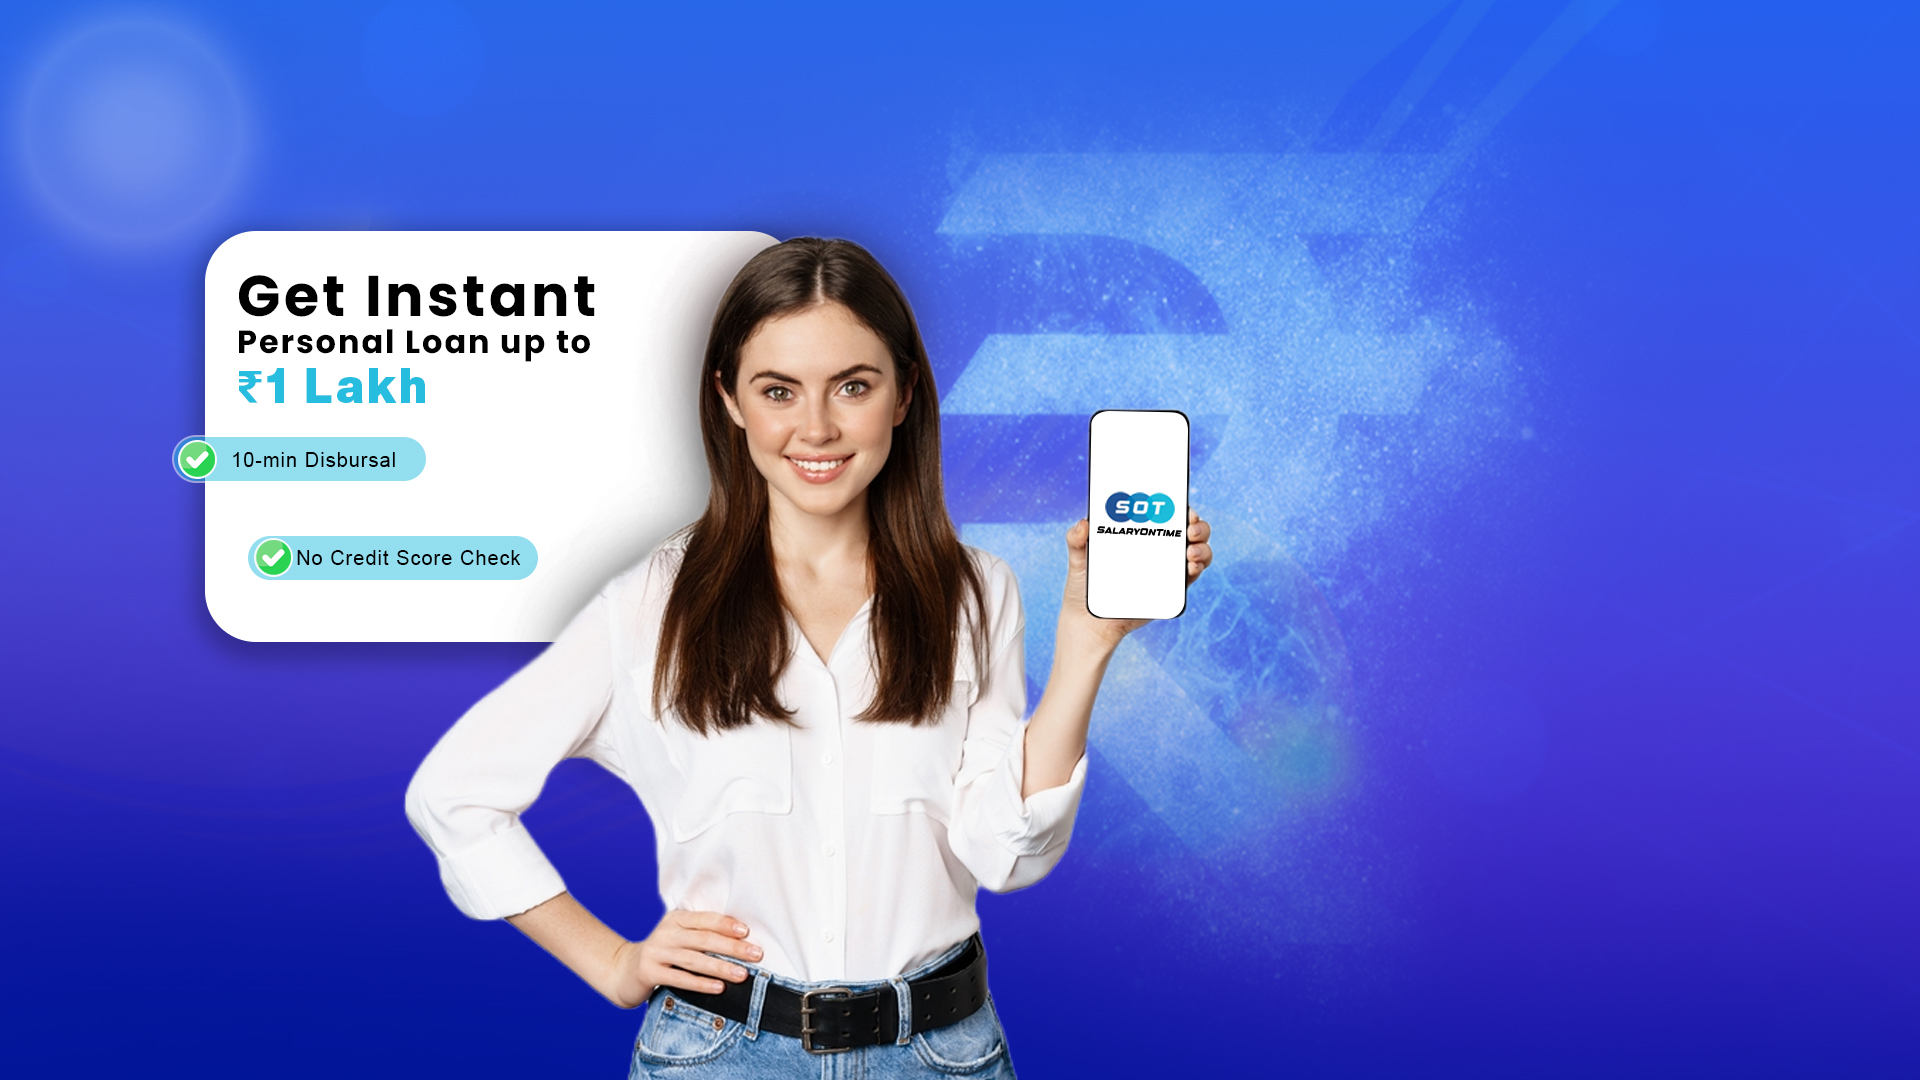 Get Instant
Personal Loan up to
₹1 Lakh
10-min Disbursal
No Credit Score Check
SOT
SALARYONTIME